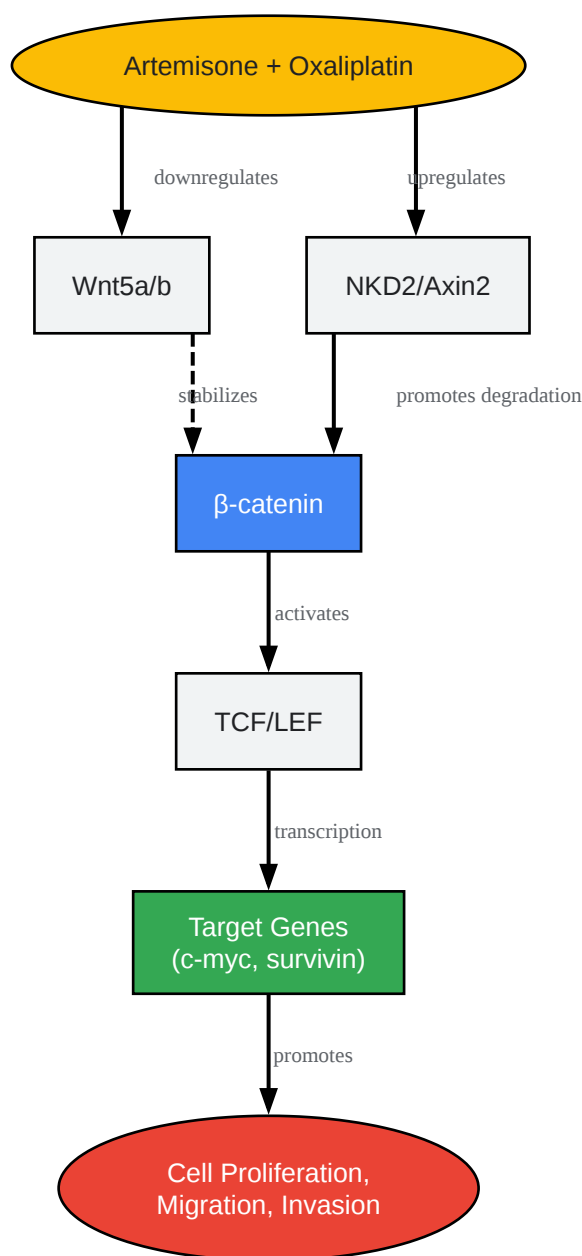 Artemisone + Oxaliplatin
downregulates
upregulates
Wnt5a/b
NKD2/Axin2
stabilizes
promotes degradation
β-catenin
activates
TCF/LEF
transcription
Target Genes
(c-myc, survivin)
promotes
Cell Proliferation,
Migration, Invasion